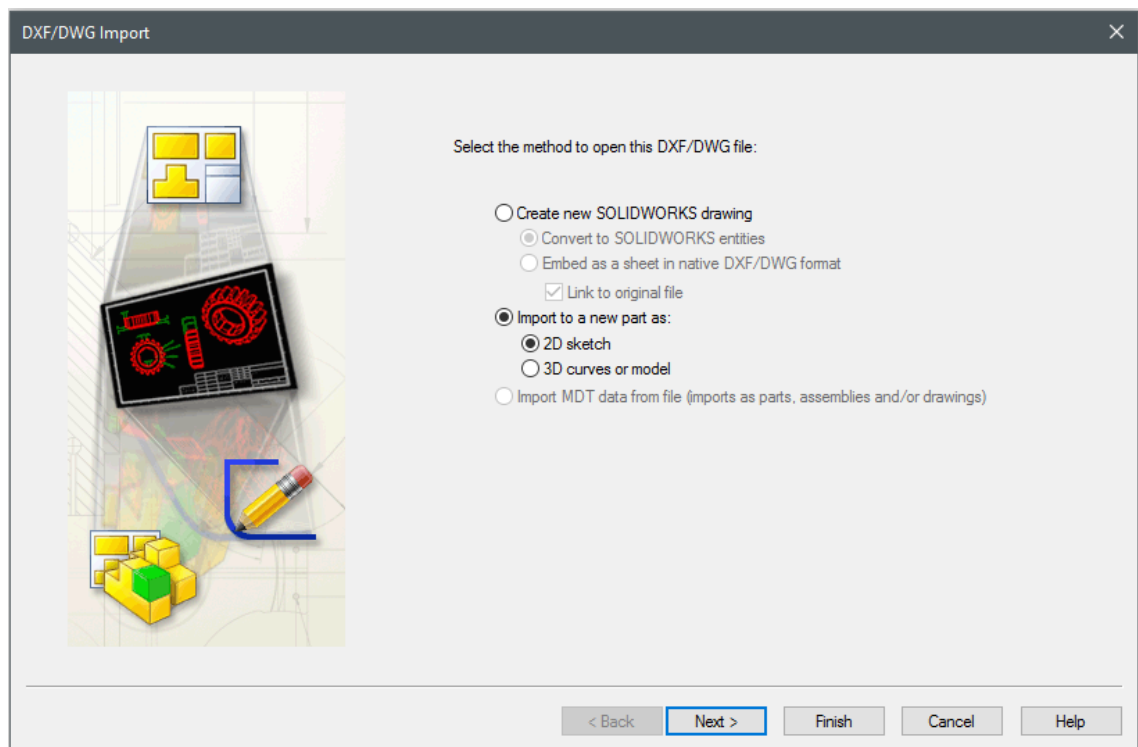 DXF/DWG Import
Select the method to open this DXF/DWG file:
Create new SOLIDWORKS drawing
Convert to SOLIDWORKS entities
Embed as a sheet in native DXF/DWG format
Link to original file
Import to a new part as:
2D sketch
3D curves or model
Import MDT data from file (imports as parts, assemblies and/or drawings)
< Back Next > Finish Cancel Help